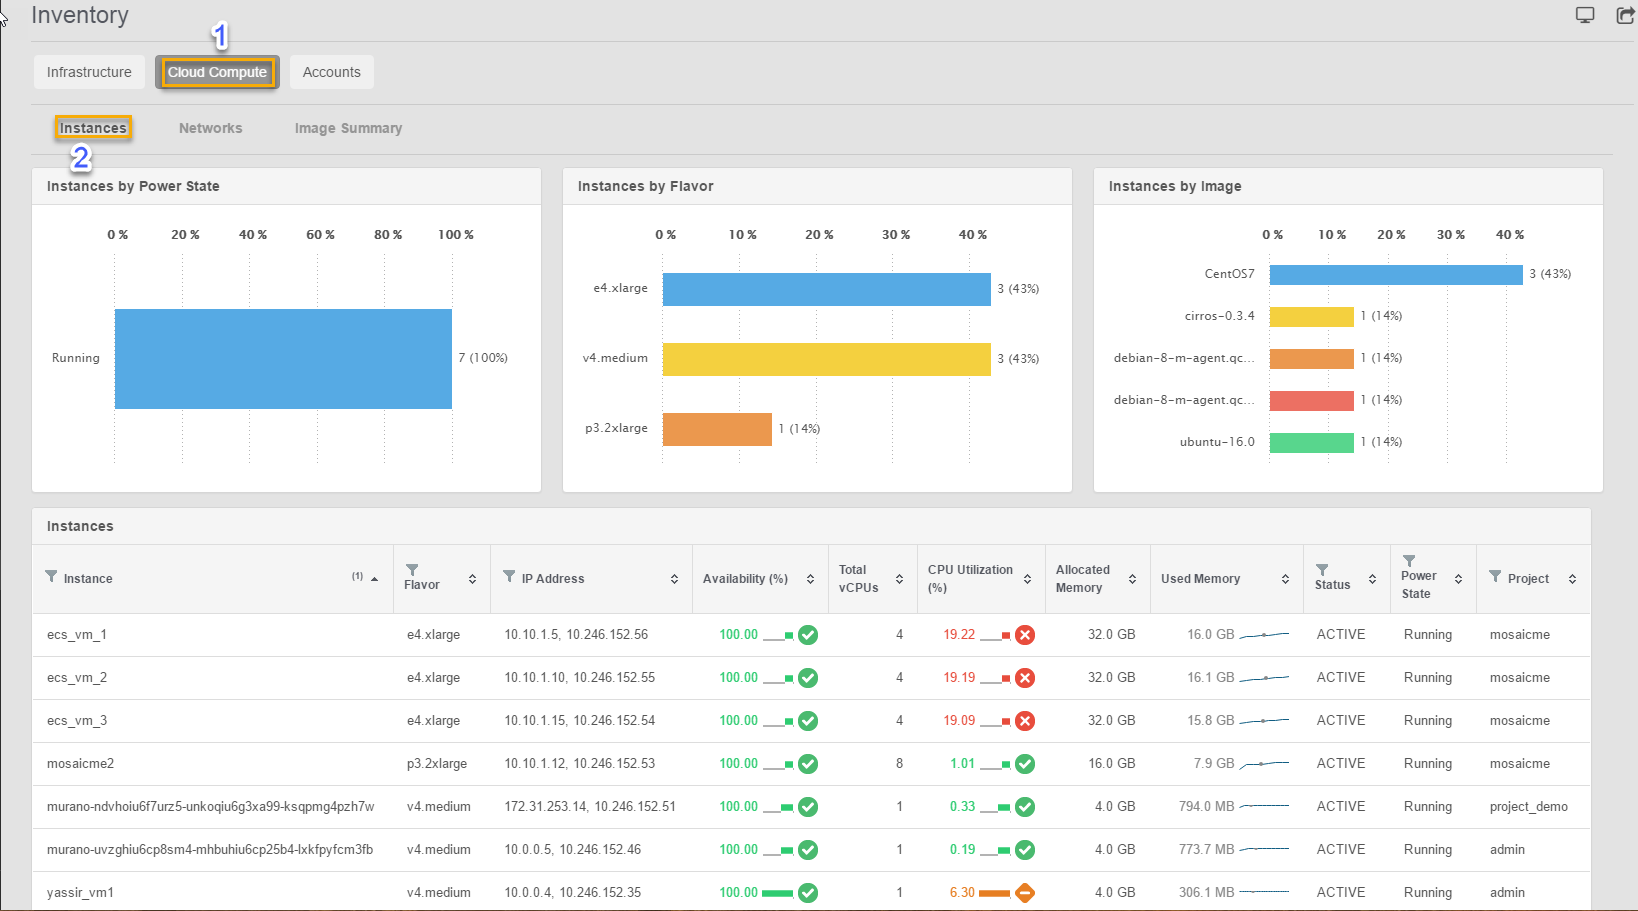 Inventory
1
Infrastructure Cloud Compute Accounts
Instances Networks Image Summary
2
Instances by Power State
0 % 20 % 40 % 60 % 80 % 100 %
Running 7 (100%)
Instances by Flavor
0 % 10 % 20 % 30 % 40 %
e4.xlarge 3 (43%)
v4.medium 3 (43%)
p3.2xlarge 1 (14%)
Instances by Image
0 % 10 % 20 % 30 % 40 %
CentOS7 3 (43%)
cirros-0.3.4 1 (14%)
debian-8-m-agent.qc... 1 (14%)
debian-8-m-agent.qc... 1 (14%)
ubuntu-16.0 1 (14%)
Instances
Instance (1) Flavor IP Address Availability (%) Total vCPUs CPU Utilization (%) Allocated Memory Used Memory Status Power State Project
ecs_vm_1 e4.xlarge 10.10.1.5, 10.246.152.56 100.00 4 19.22 32.0 GB 16.0 GB ACTIVE Running mosaicme
ecs_vm_2 e4.xlarge 10.10.1.10, 10.246.152.55 100.00 4 19.19 32.0 GB 16.1 GB ACTIVE Running mosaicme
ecs_vm_3 e4.xlarge 10.10.1.15, 10.246.152.54 100.00 4 19.09 32.0 GB 15.8 GB ACTIVE Running mosaicme
mosaicme2 p3.2xlarge 10.10.1.12, 10.246.152.53 100.00 8 1.01 16.0 GB 7.9 GB ACTIVE Running mosaicme
murano-ndvhoiu6f7urz5-unkoqiu6g3xa99-ksqpmg4pzh7w v4.medium 172.31.253.14, 10.246.152.51 100.00 1 0.33 4.0 GB 794.0 MB ACTIVE Running project_demo
murano-uvzghiu6cp8sm4-mhbuhiu6cp25b4-lxkfpyfcm3fb v4.medium 10.0.0.5, 10.246.152.46 100.00 1 0.19 4.0 GB 773.7 MB ACTIVE Running admin
yassir_vm1 v4.medium 10.0.0.4, 10.246.152.35 100.00 1 6.30 4.0 GB 306.1 MB ACTIVE Running admin